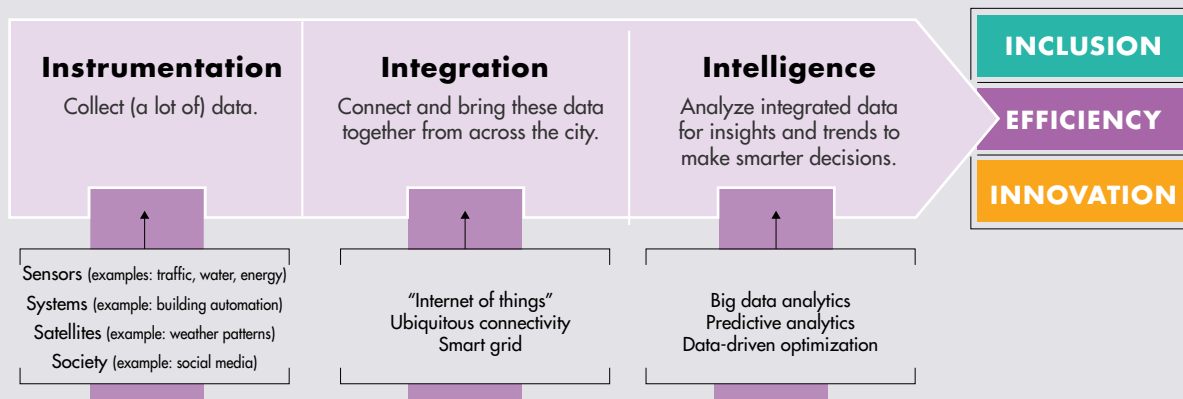 Instrumentation
Collect (a lot of) data.
Integration
Connect and bring these data
together from across the city.
Intelligence
Analyze integrated data
for insights and trends to
make smarter decisions.
INCLUSION
EFFICIENCY
INNOVATION
Sensors (examples: traffic, water, energy)
Systems (example: building automation)
Satellites (example: weather patterns)
Society (example: social media)
“Internet of things”
Ubiquitous connectivity
Smart grid
Big data analytics
Predictive analytics
Data-driven optimization